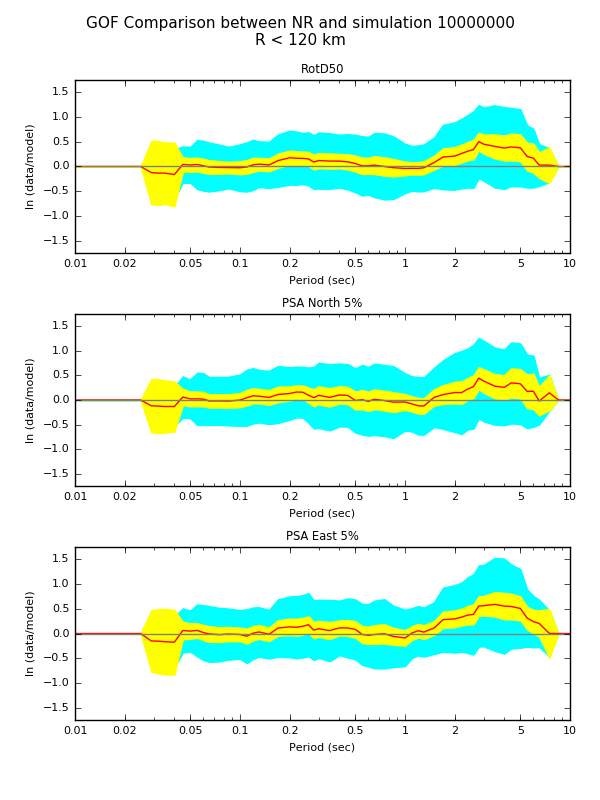 GOF Comparison between NR and simulation 10000000
R < 120 km
RotD50
1.5
1.0
0.5
0.0
−0.5
−1.0
−1.5
ln (data/model)
0.01 0.02 0.05 0.1 0.2 0.5 1 2 5 10
Period (sec)
PSA North 5%
1.5
1.0
0.5
0.0
−0.5
−1.0
−1.5
ln (data/model)
0.01 0.02 0.05 0.1 0.2 0.5 1 2 5 10
Period (sec)
PSA East 5%
1.5
1.0
0.5
0.0
−0.5
−1.0
−1.5
ln (data/model)
0.01 0.02 0.05 0.1 0.2 0.5 1 2 5 10
Period (sec)